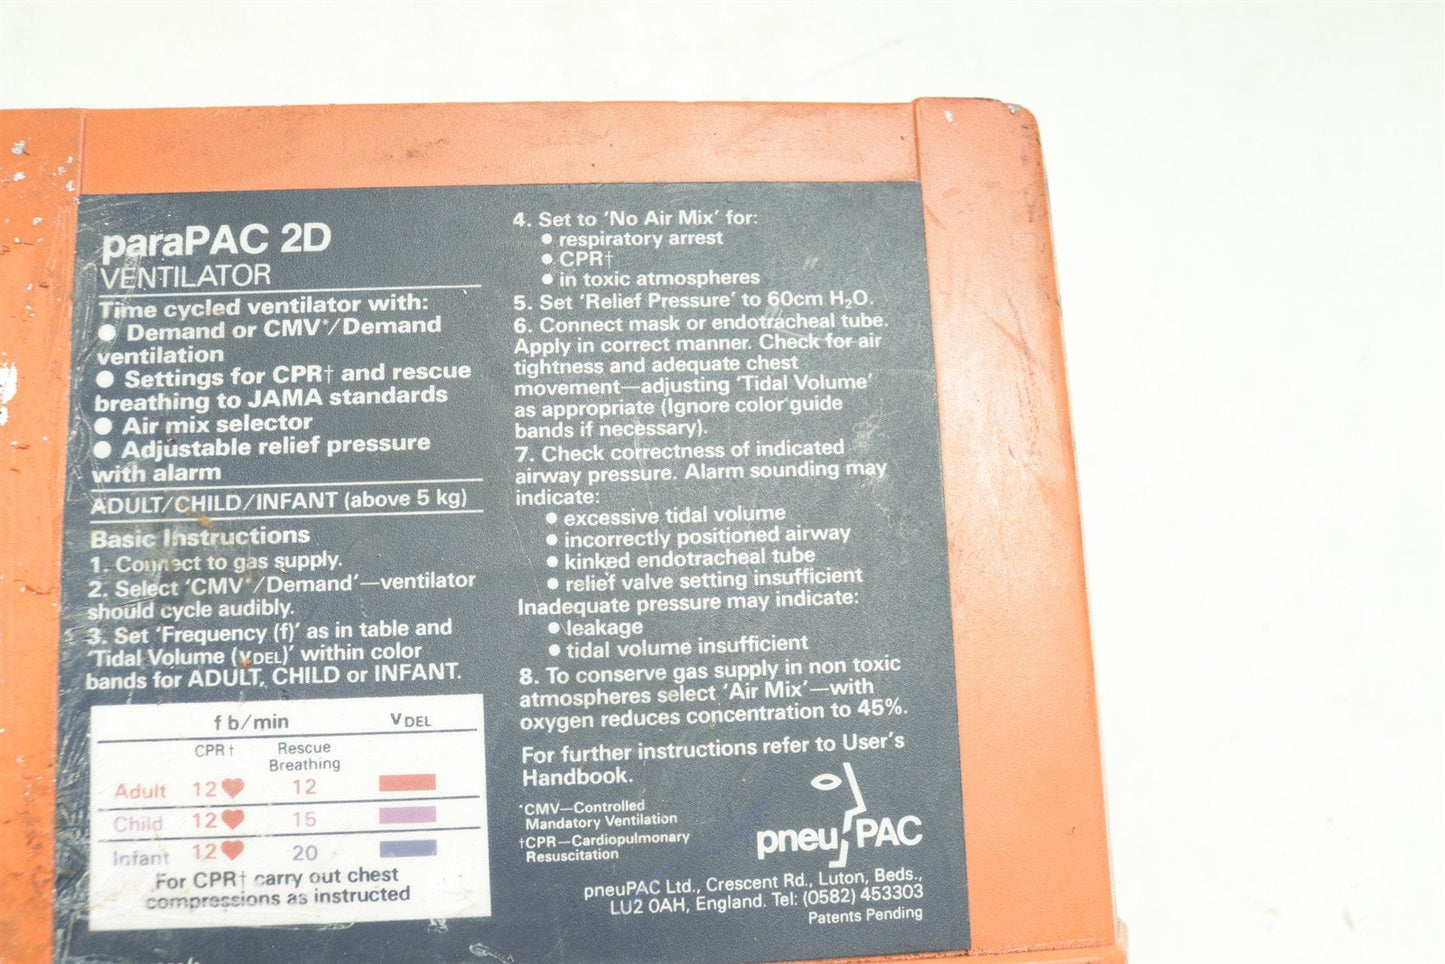 paraPAC 2D
VENTILATOR
Time cycled ventilator with:
● Demand or CMV*/Demand
ventilation
● Settings for CPR† and rescue
breathing to JAMA standards
● Air mix selector
● Adjustable relief pressure
with alarm
ADULT/CHILD/INFANT (above 5 kg)
Basic Instructions
1. Connect to gas supply.
2. Select 'CMV*/Demand'—ventilator
should cycle audibly.
3. Set 'Frequency (f)' as in table and
'Tidal Volume (VDEL)' within color
bands for ADULT, CHILD or INFANT.
f b/min VDEL
CPR† Rescue
Breathing
Adult 12♥ 12
Child 12♥ 15
Infant 12♥ 20
For CPR† carry out chest
compressions as instructed
4. Set to 'No Air Mix' for:
● respiratory arrest
● CPR†
● in toxic atmospheres
5. Set 'Relief Pressure' to 60cm H₂O.
6. Connect mask or endotracheal tube.
Apply in correct manner. Check for air
tightness and adequate chest
movement—adjusting 'Tidal Volume'
as appropriate (Ignore color guide
bands if necessary).
7. Check correctness of indicated
airway pressure. Alarm sounding may
indicate:
● excessive tidal volume
● incorrectly positioned airway
● kinked endotracheal tube
● relief valve setting insufficient
Inadequate pressure may indicate:
● leakage
● tidal volume insufficient
8. To conserve gas supply in non toxic
atmospheres select 'Air Mix'—with
oxygen reduces concentration to 45%.
For further instructions refer to User's
Handbook.
*CMV—Controlled
Mandatory Ventilation
†CPR—Cardiopulmonary
Resuscitation
pneuPAC
pneuPAC Ltd., Crescent Rd., Luton, Beds.,
LU2 0AH, England. Tel: (0582) 453303
Patents Pending